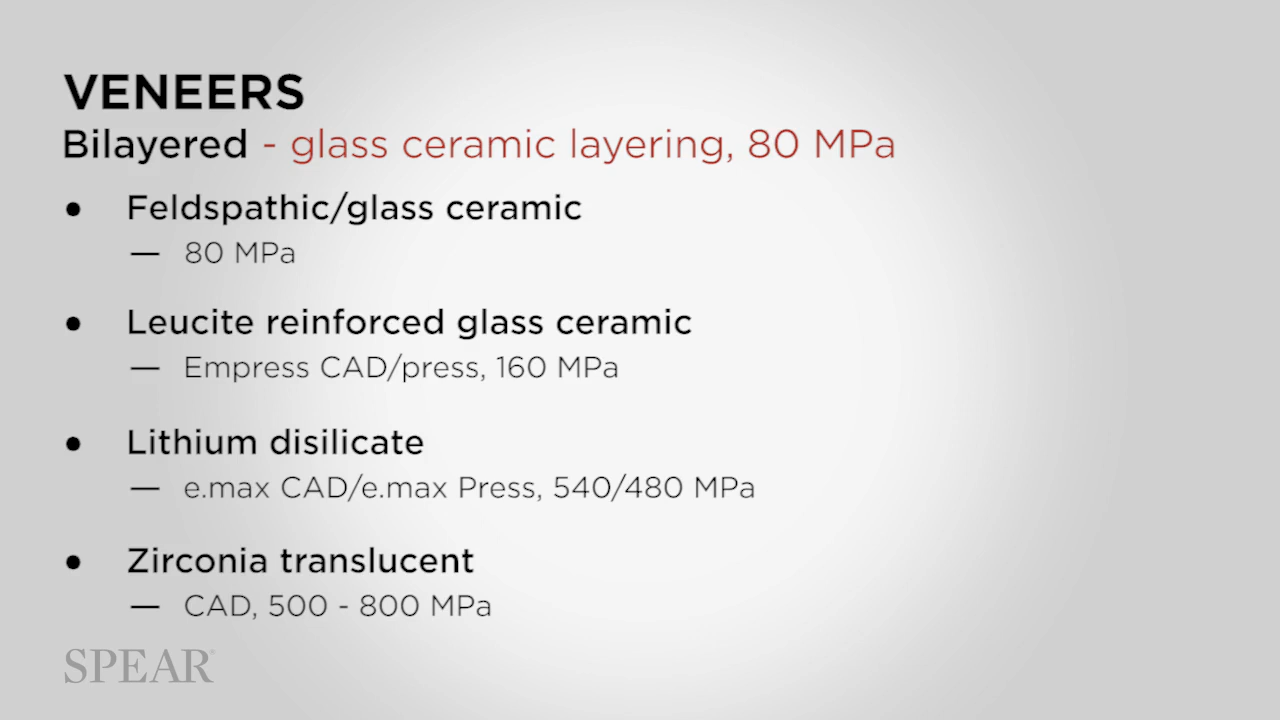 VENEERS
Bilayered - glass ceramic layering, 80 MPa
● Feldspathic/glass ceramic
— 80 MPa
● Leucite reinforced glass ceramic
— Empress CAD/press, 160 MPa
● Lithium disilicate
— e.max CAD/e.max Press, 540/480 MPa
● Zirconia translucent
— CAD, 500 - 800 MPa
SPEAR®